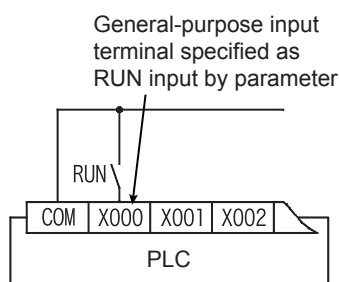 General-purpose input
terminal specified as
RUN input by parameter
RUN
COM X000 X001 X002
PLC